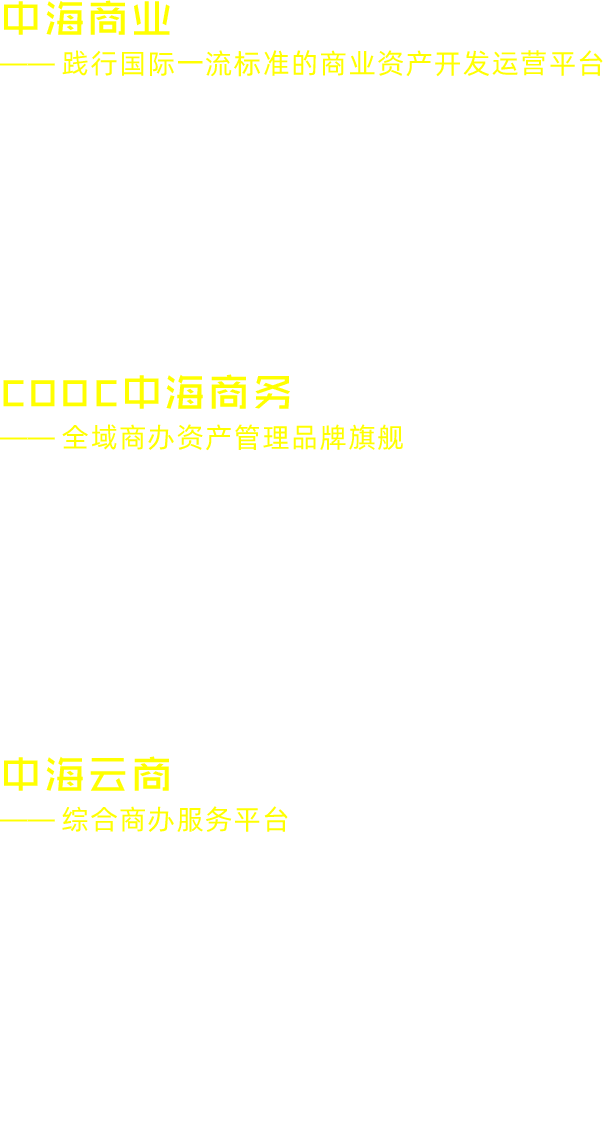 中海商业
—— 践行国际一流标准的商业资产开发运营平台
COOC中海商务
—— 全域商办资产管理品牌旗舰
中海云商
—— 综合商办服务平台